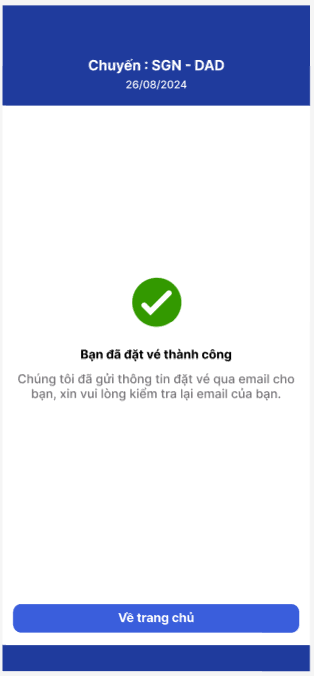 Chuyến : SGN - DAD
26/08/2024
Bạn đã đặt vé thành công
Chúng tôi đã gửi thông tin đặt vé qua email cho
bạn, xin vui lòng kiểm tra lại email của bạn.
Về trang chủ